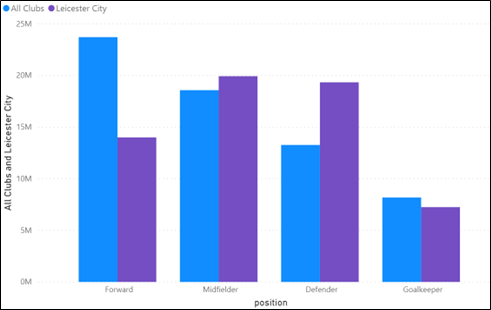 All Clubs Leicester City
25M
20M
15M
10M
5M
0M
All Clubs and Leicester City
Forward Midfielder Defender Goalkeeper
position